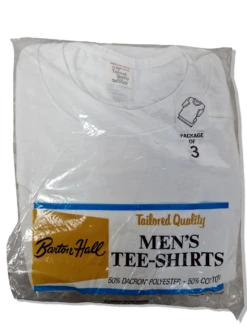 PACKAGE
OF
3
Tailored Quality
Barton Hall
MEN'S
TEE-SHIRTS
50% DACRON POLYESTER - 50% COTTON